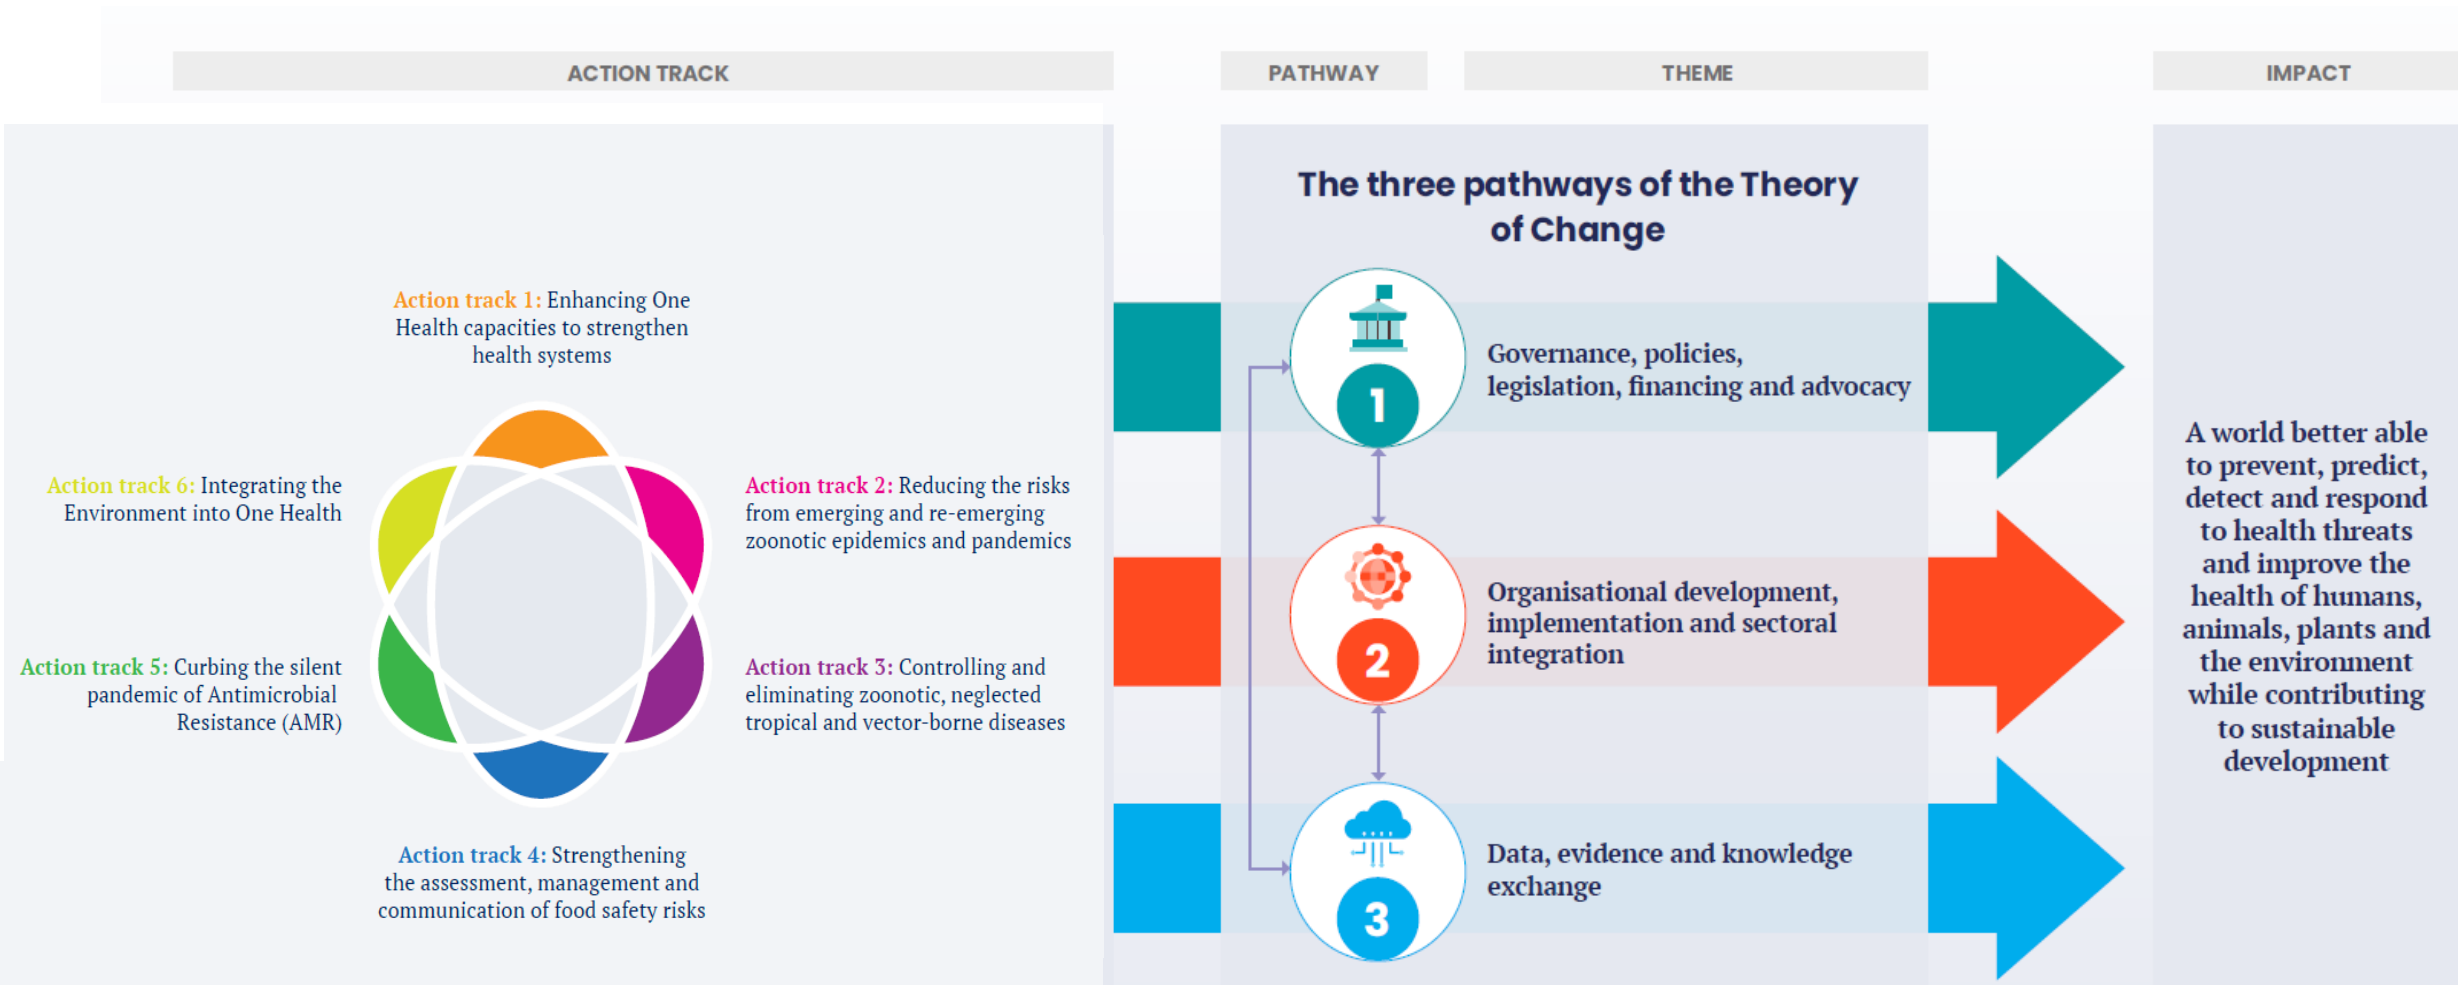 ACTION TRACK
PATHWAY
THEME
IMPACT
Action track 1: Enhancing One
Health capacities to strengthen
health systems
Action track 6: Integrating the
Environment into One Health
Action track 2: Reducing the risks
from emerging and re-emerging
zoonotic epidemics and pandemics
Action track 5: Curbing the silent
pandemic of Antimicrobial
Resistance (AMR)
Action track 3: Controlling and
eliminating zoonotic, neglected
tropical and vector-borne diseases
Action track 4: Strengthening
the assessment, management and
communication of food safety risks
The three pathways of the Theory
of Change
1
Governance, policies,
legislation, financing and advocacy
2
Organisational development,
implementation and sectoral
integration
3
Data, evidence and knowledge
exchange
A world better able
to prevent, predict,
detect and respond
to health threats
and improve the
health of humans,
animals, plants and
the environment
while contributing
to sustainable
development